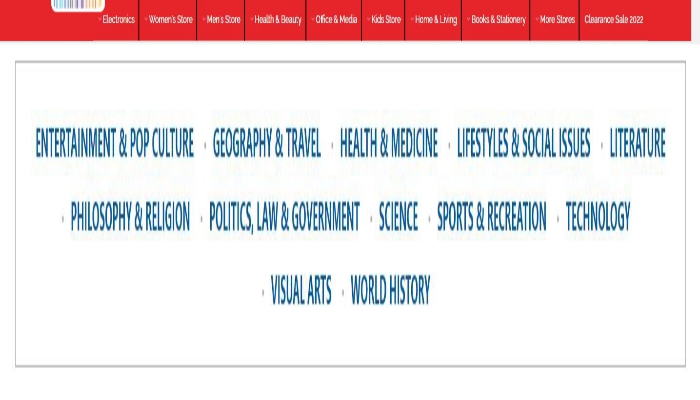 Electronics Women's Store Men's Store Health & Beauty Office & Media Kids Store Home & Living Books & Stationery More Stores Clearance Sale 2022
ENTERTAINMENT & POP CULTURE · GEOGRAPHY & TRAVEL · HEALTH & MEDICINE · LIFESTYLES & SOCIAL ISSUES · LITERATURE
· PHILOSOPHY & RELIGION · POLITICS, LAW & GOVERNMENT · SCIENCE · SPORTS & RECREATION · TECHNOLOGY
· VISUAL ARTS · WORLD HISTORY